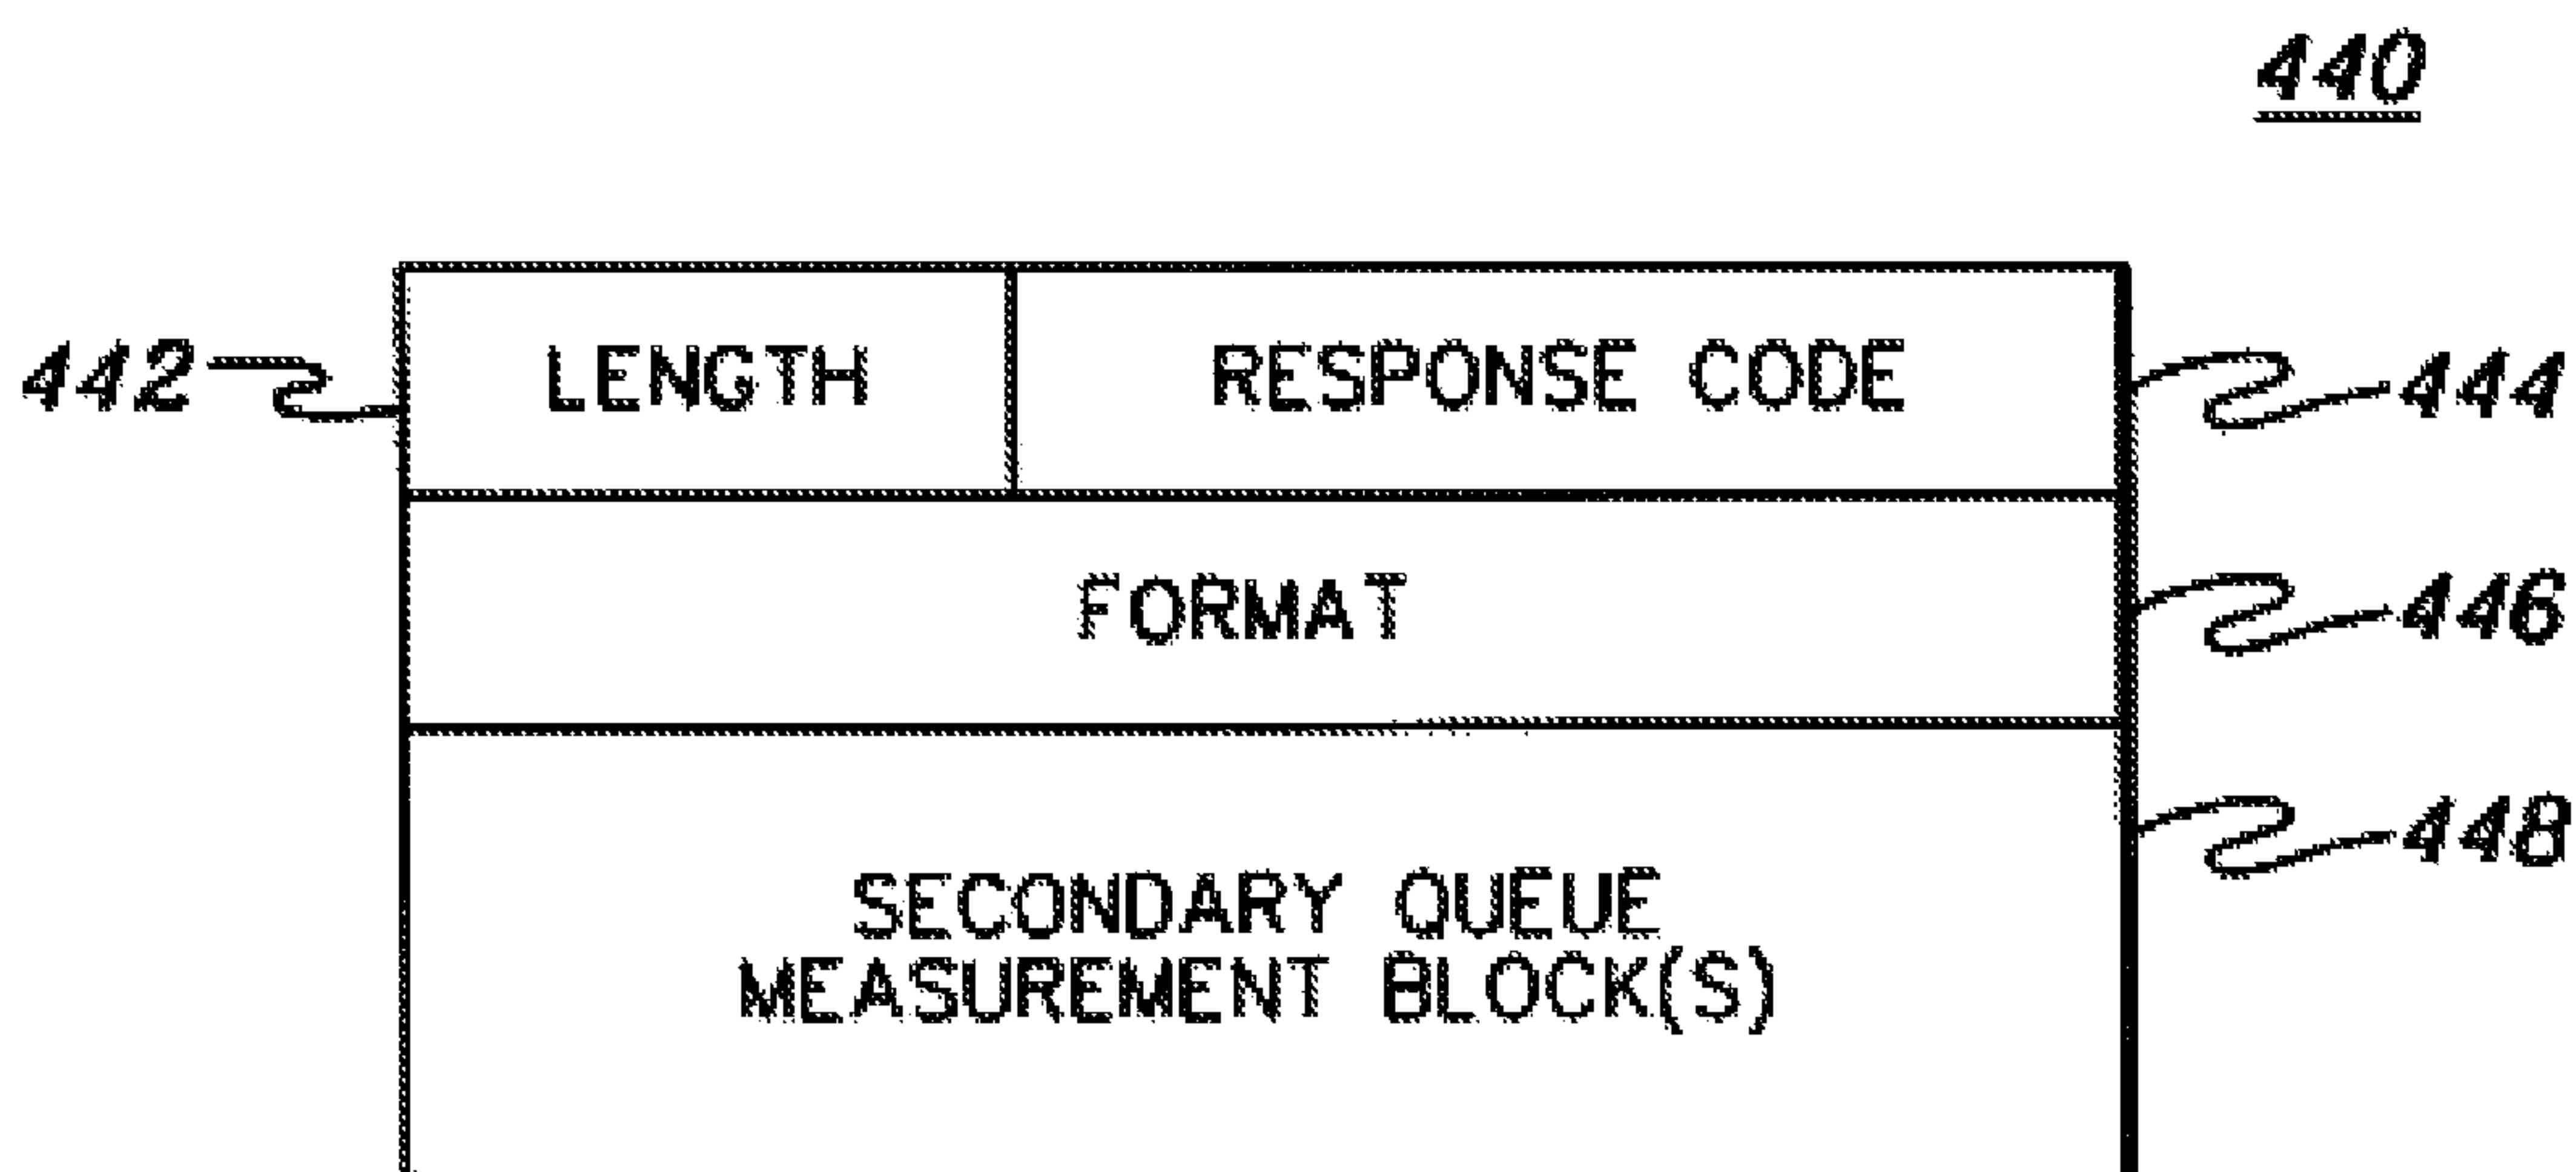 440
442 LENGTH RESPONSE CODE 444
FORMAT 446
448
SECONDARY QUEUE
MEASUREMENT BLOCK(S)